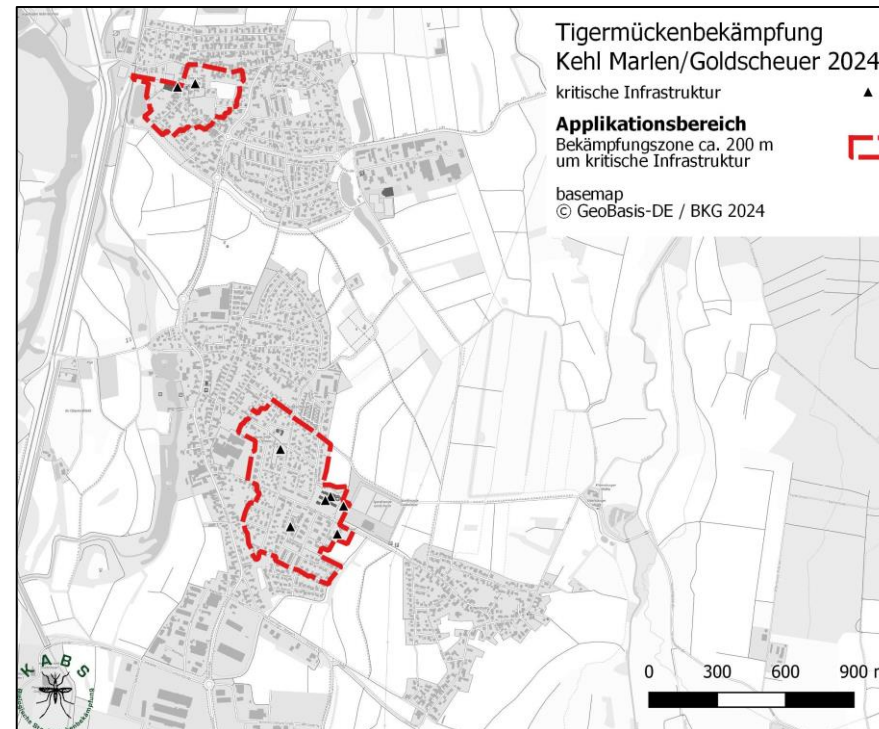 Tigermückenbekämpfung
Kehl Marlen/Goldscheuer 2024
kritische Infrastruktur
Applikationsbereich
Bekämpfungszone ca. 200 m
um kritische Infrastruktur
basemap
© GeoBasis-DE / BKG 2024
0 300 600 900 m
KABS